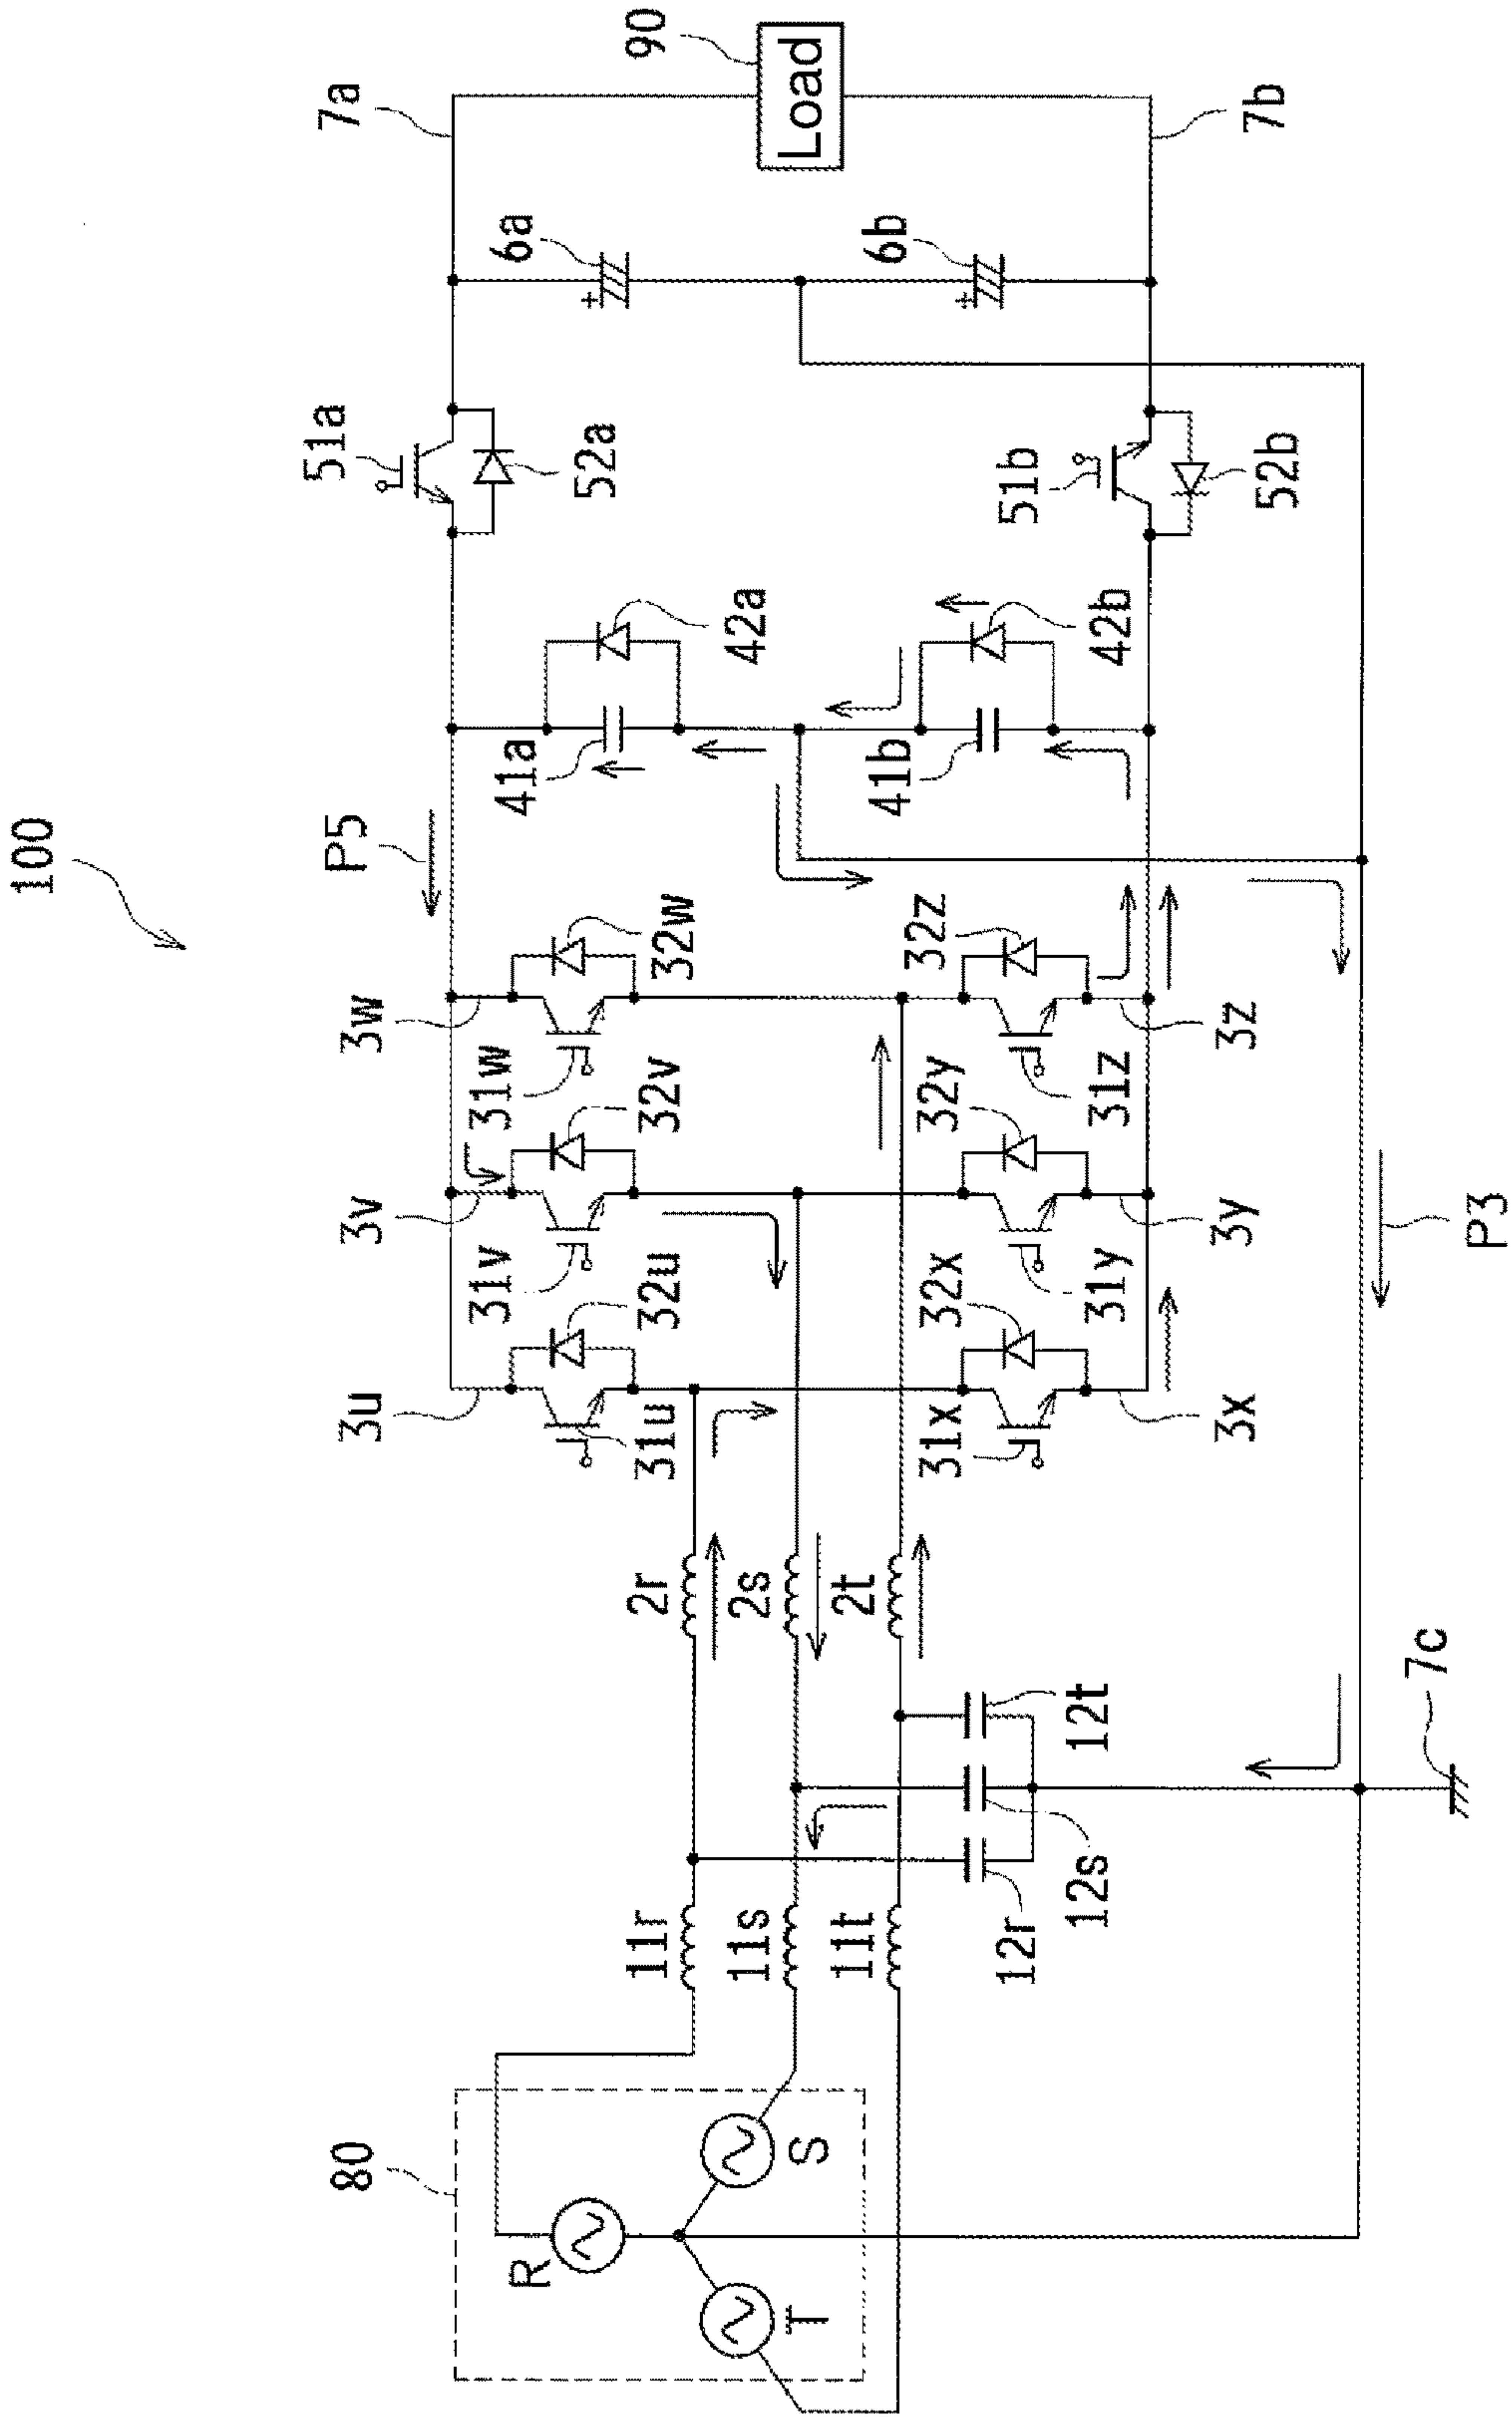 100
80
R
S
T
11r
11s
11t
12r
12s
12t
2r
2s
2t
7c
P3
P5
3u
3v
3w
31u
31v
31w
32u
32v
32w
31x
31y
31z
32x
32y
32z
3x
3y
3z
41a
42a
41b
42b
51a
52a
51b
52b
+
6a
+
6b
7a
7b
90
Load